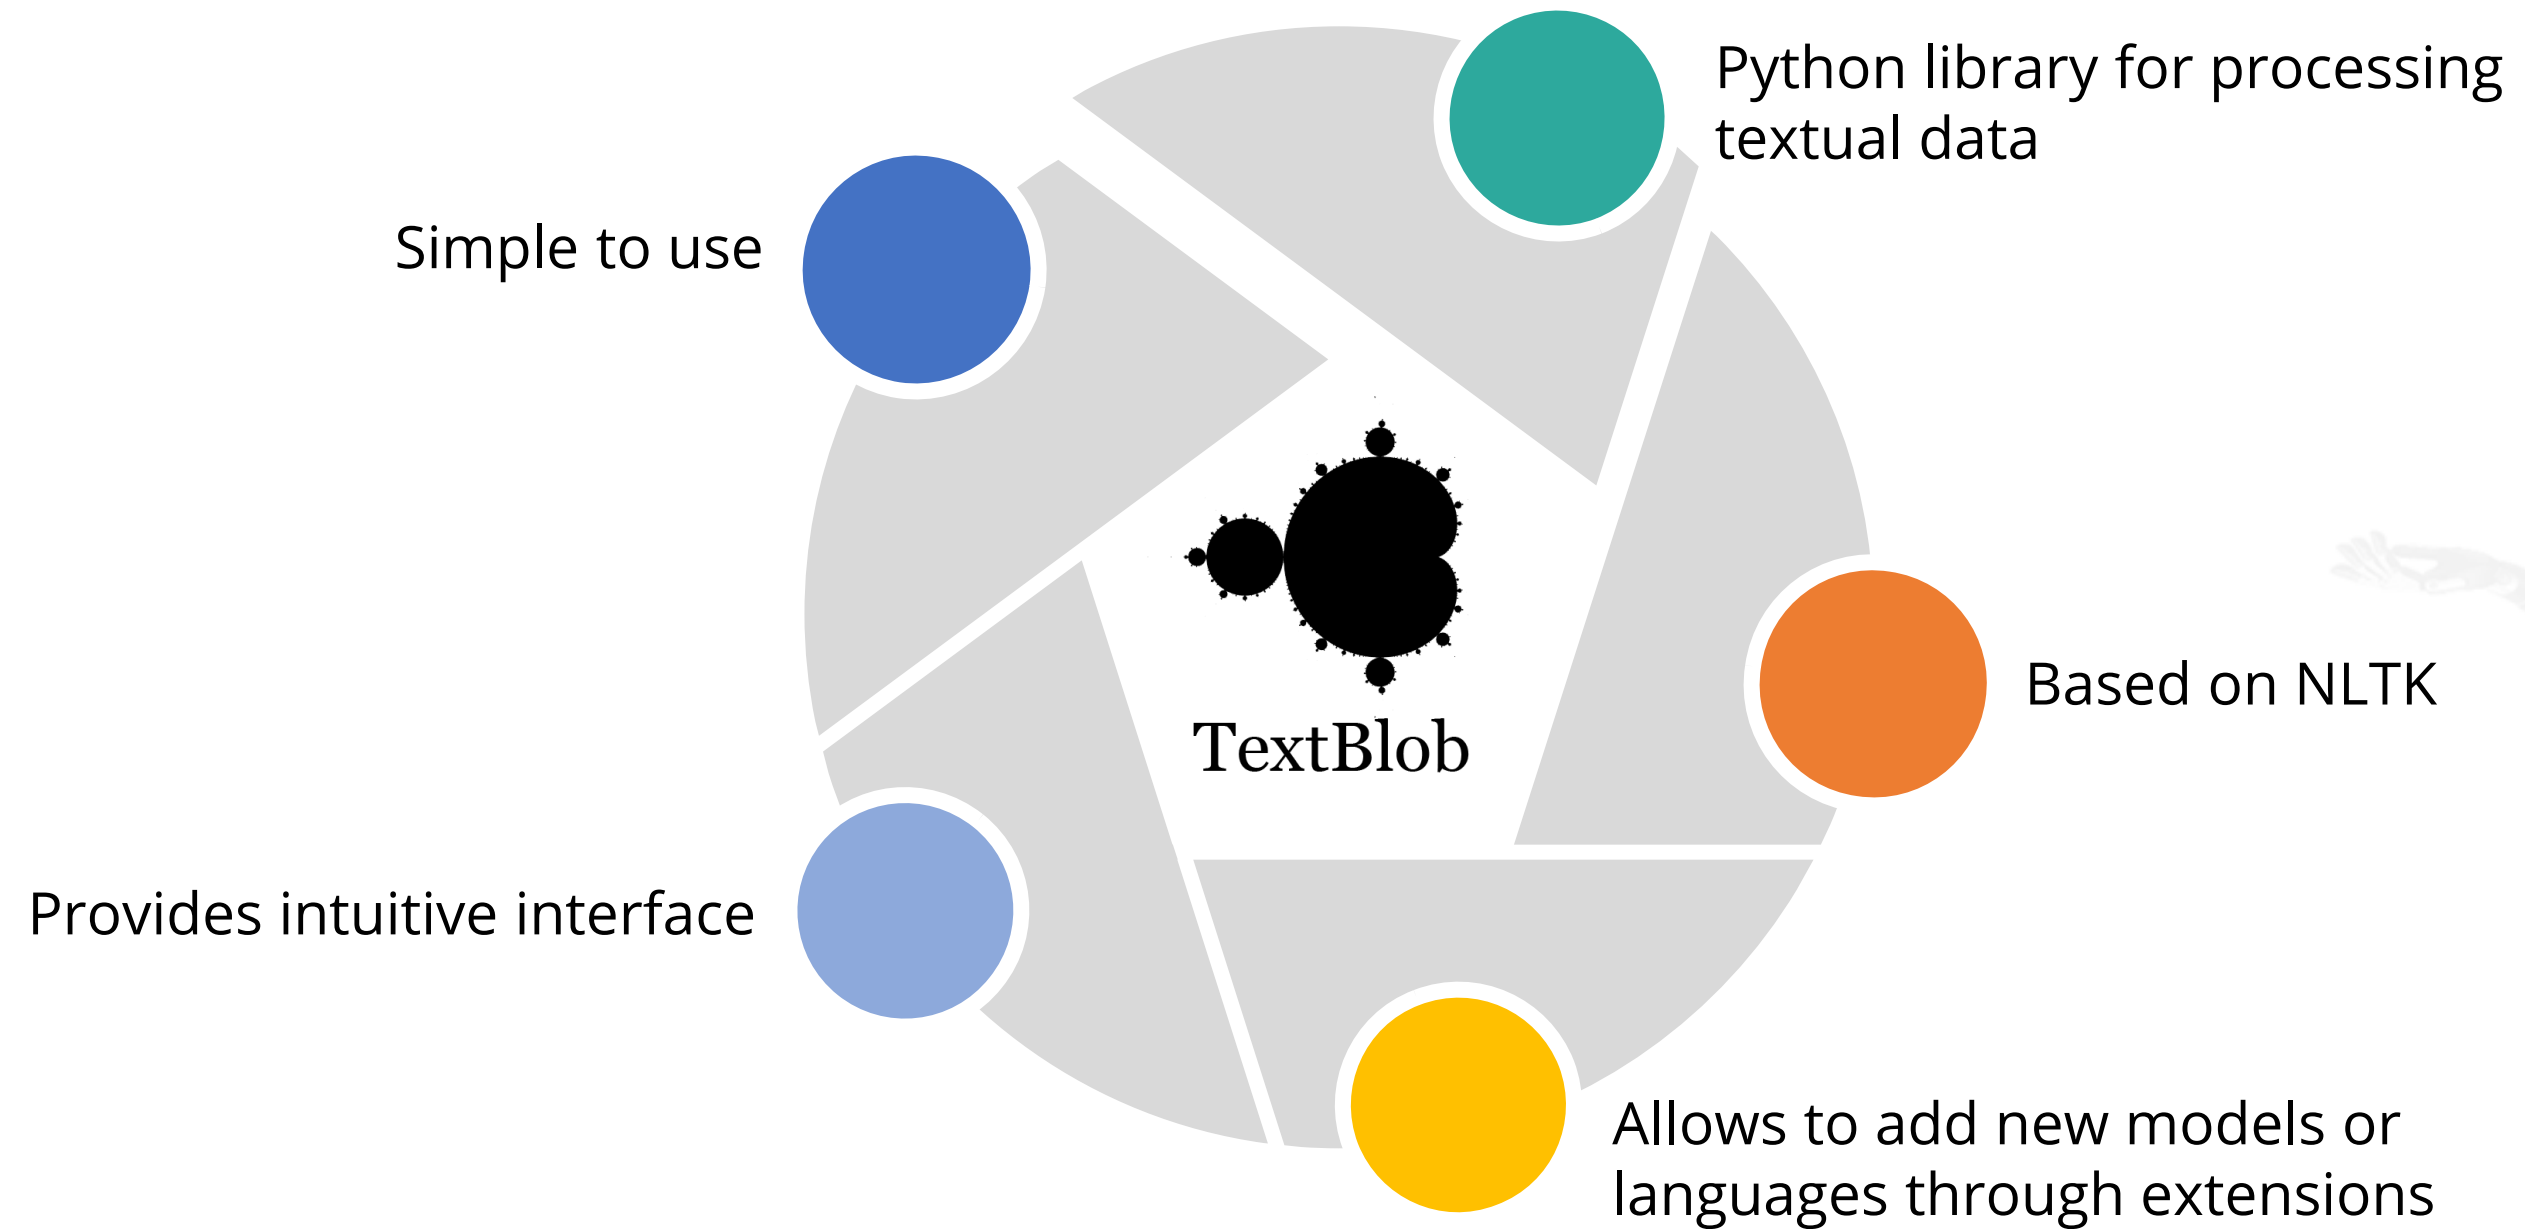 Python library for processing
textual data
Simple to use
Based on NLTK
TextBlob
Provides intuitive interface
Allows to add new models or
languages through extensions